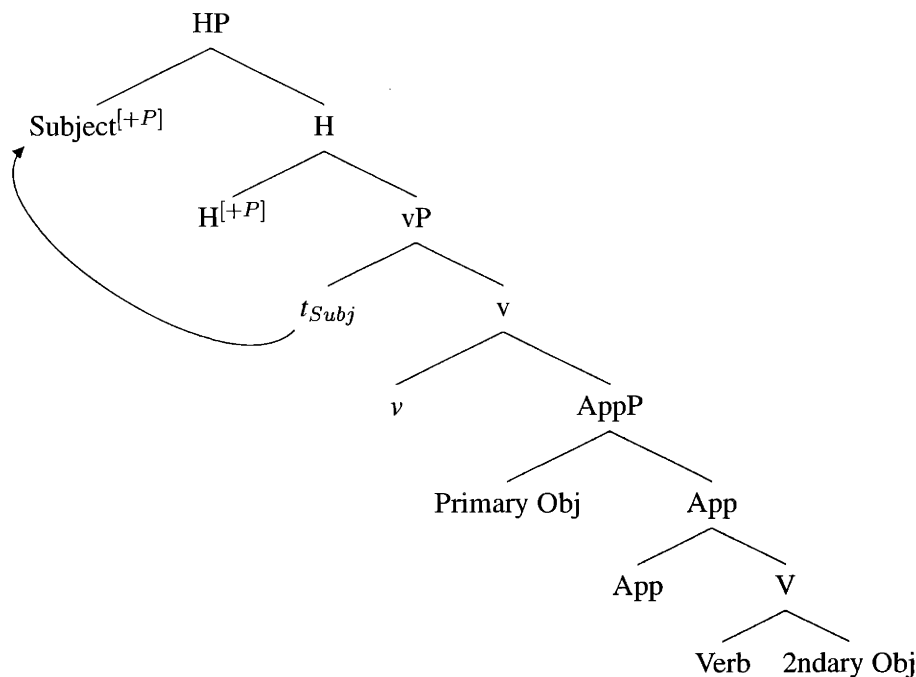 HP
Subject[+P] H
H[+P] vP
tSubj v
v AppP
Primary Obj App
App V
Verb 2ndary Obj